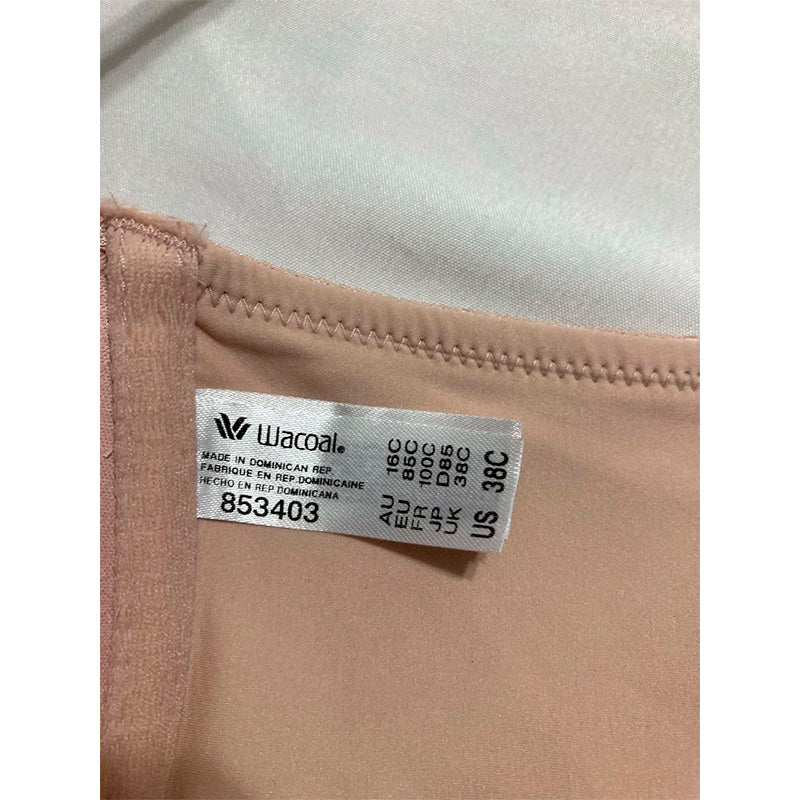 Wacoal®
MADE IN DOMINICAN REP.
FABRIQUE EN REP.DOMINICAINE
HECHO EN REP.DOMINICANA
853403
AU 16C
EU 85C
FR 100C
JP D85
UK 38C
US 38C